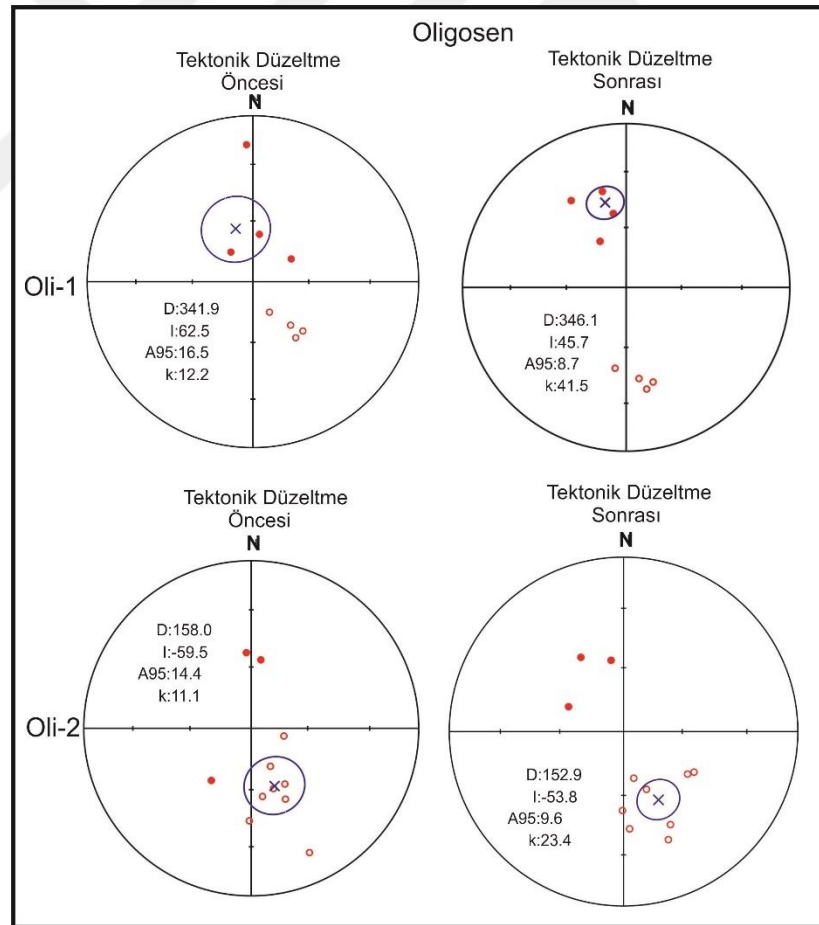 Oligosen
Tektonik Düzeltme
Öncesi
N
Tektonik Düzeltme
Sonrası
N
Oli-1
D:341.9
I:62.5
A95:16.5
k:12.2
D:346.1
I:45.7
A95:8.7
k:41.5
Tektonik Düzeltme
Öncesi
N
Tektonik Düzeltme
Sonrası
N
Oli-2
D:158.0
I:-59.5
A95:14.4
k:11.1
D:152.9
I:-53.8
A95:9.6
k:23.4